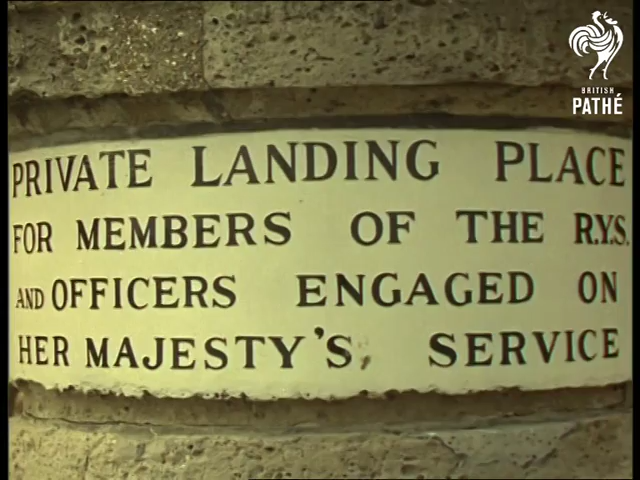 BRITISH
PATHÉ
PRIVATE LANDING PLACE
FOR MEMBERS OF THE R.Y.S.
AND OFFICERS ENGAGED ON
HER MAJESTY'S, SERVICE